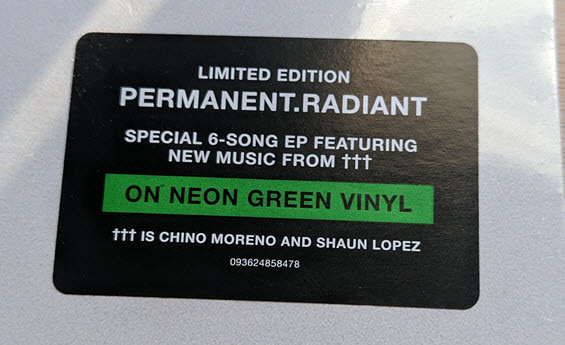 LIMITED EDITION
PERMANENT.RADIANT
SPECIAL 6-SONG EP FEATURING
NEW MUSIC FROM †††
ON NEON GREEN VINYL
††† IS CHINO MORENO AND SHAUN LOPEZ
093624858478